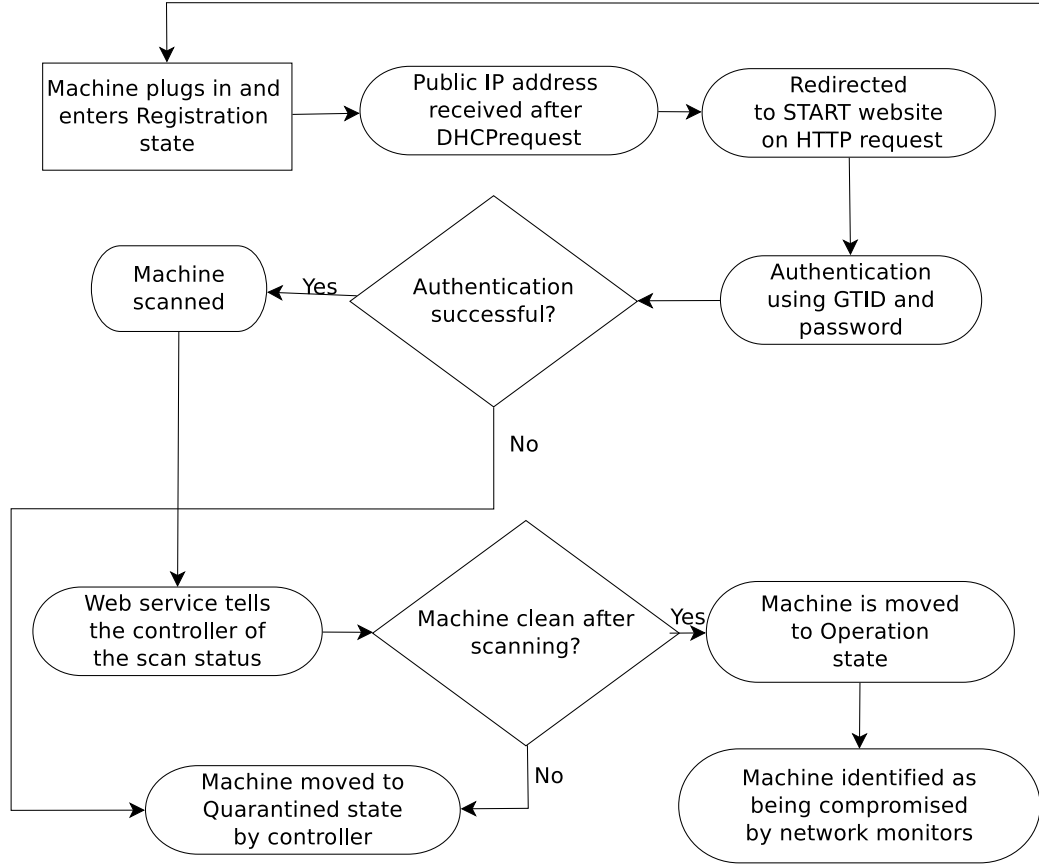 Machine plugs in and
enters Registration
state
Public IP address
received after
DHCPrequest
Redirected
to START website
on HTTP request
Machine
scanned
Yes
Authentication
successful?
Authentication
using GTID and
password
No
Web service tells
the controller of
the scan status
Machine clean after
scanning?
Yes
Machine is moved
to Operation
state
No
Machine moved to
Quarantined state
by controller
Machine identified as
being compromised
by network monitors